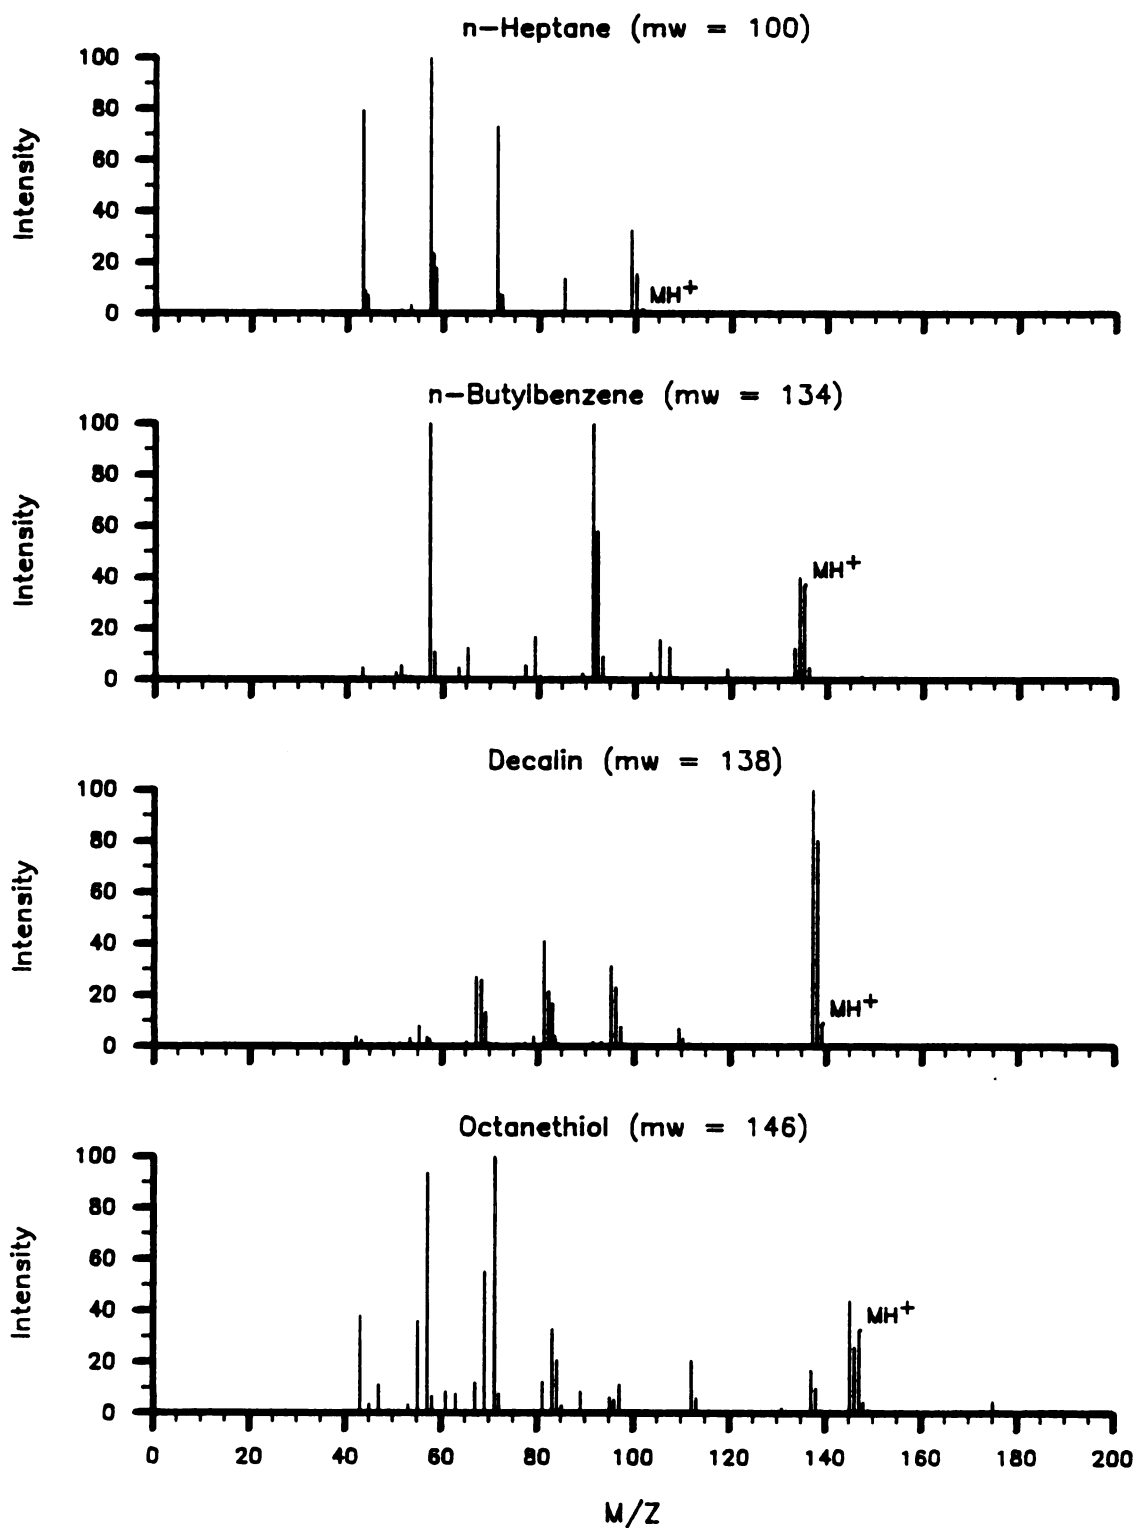 n-Heptane (mw = 100)
100
80
60
40
20
0
Intensity
MH+
n-Butylbenzene (mw = 134)
100
80
60
40
20
0
Intensity
MH+
Decalin (mw = 138)
100
80
60
40
20
0
Intensity
MH+
Octanethiol (mw = 146)
100
80
60
40
20
0
Intensity
MH+
0 20 40 60 80 100 120 140 160 180 200
M/Z